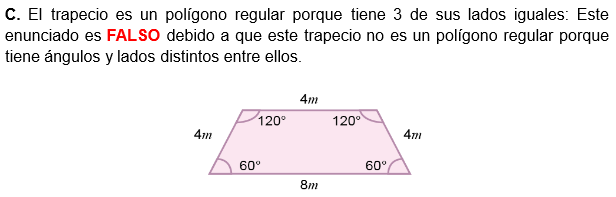 C. El trapecio es un polígono regular porque tiene 3 de sus lados iguales: Este
enunciado es FALSO debido a que este trapecio no es un polígono regular porque
tiene ángulos y lados distintos entre ellos.
4m
120° 120°
4m 4m
60° 60°
8m